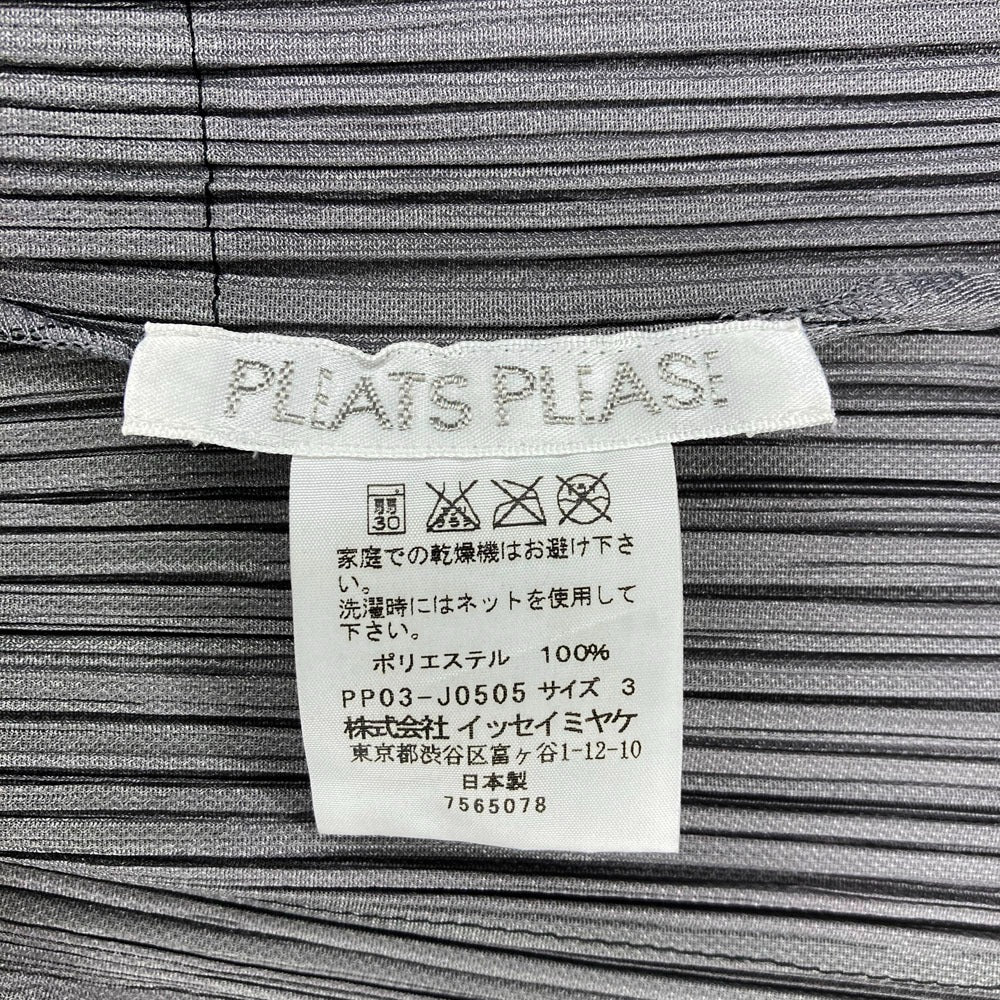 PLEATS PLEASE
30
家庭での乾燥機はお避け下さ
い。
洗濯時にはネットを使用して
下さい。
ポリエステル 100%
PP03-J0505 サイズ 3
株式会社 イッセイミヤケ
東京都渋谷区富ヶ谷1-12-10
日本製
7565078